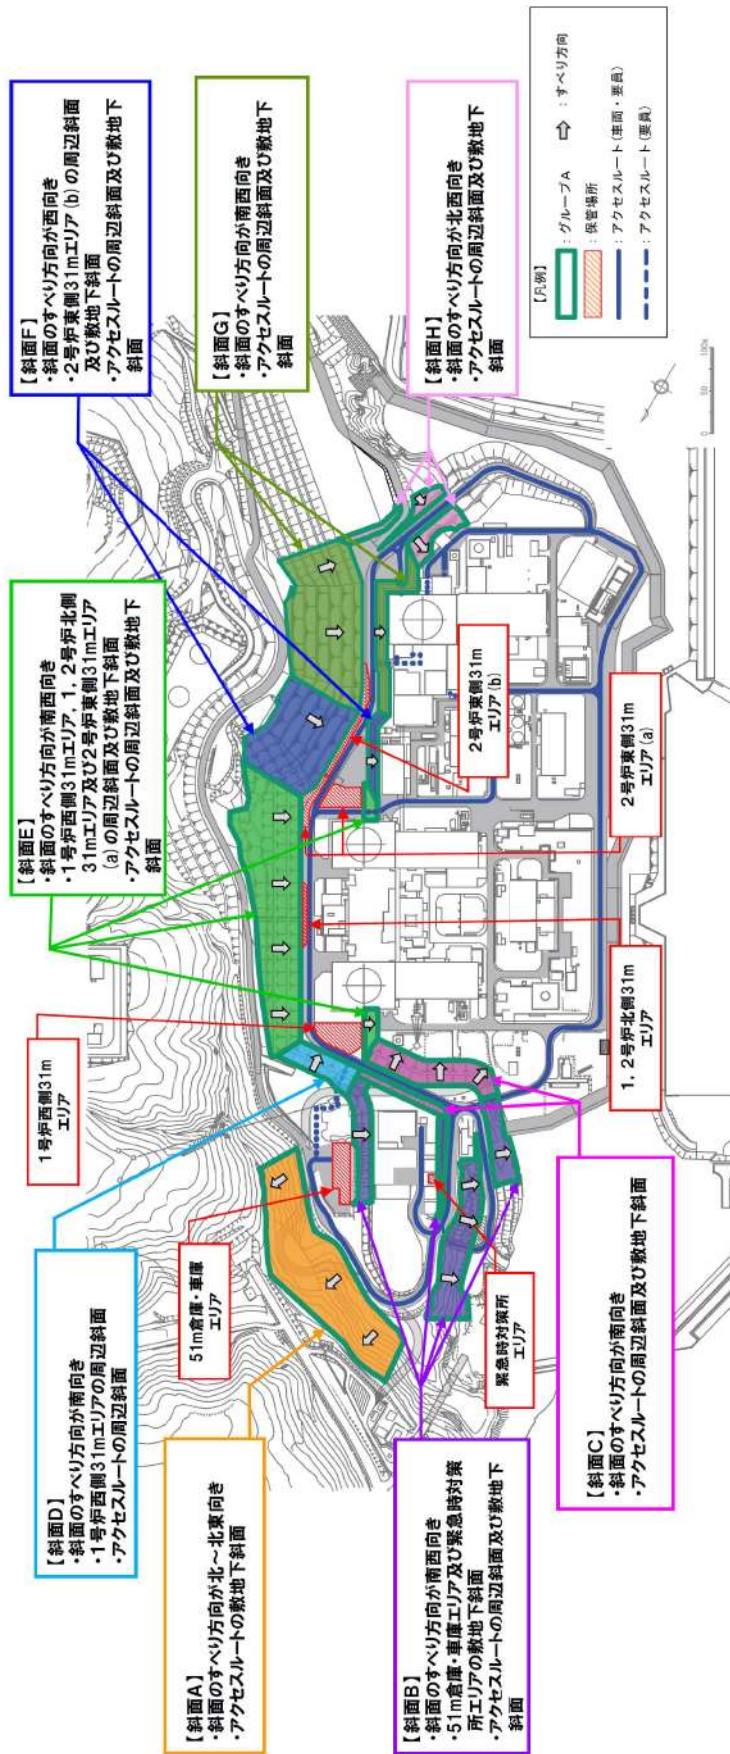 【斜面A】
・斜面のすべり方向が北～北東向き
・アクセスルートの敷地下斜面
【斜面D】
・斜面のすべり方向が南向き
・1号炉西側31mエリアの周辺斜面
・アクセスルートの周辺斜面
【斜面E】
・斜面のすべり方向が南西向き
・1号炉西側31mエリア，1，2号炉北側
31mエリア及び2号炉東側31mエリア
(a)の周辺斜面及び敷地下斜面
・アクセスルートの周辺斜面及び敷地下
斜面
【斜面F】
・斜面のすべり方向が西向き
・2号炉東側31mエリア(b)の周辺斜面
及び敷地下斜面
・アクセスルートの周辺斜面及び敷地下
斜面
【斜面G】
・斜面のすべり方向が南西向き
・アクセスルートの周辺斜面及び敷地下
斜面
【斜面H】
・斜面のすべり方向が北西向き
・アクセスルートの周辺斜面及び敷地下
斜面
51m倉庫・車庫
エリア
1号炉西側31m
エリア
【斜面B】
・斜面のすべり方向が南西向き
・51m倉庫・車庫エリア及び緊急時対策
所エリアの敷地下斜面
・アクセスルートの周辺斜面及び敷地下
斜面
緊急時対策所
エリア
【斜面C】
・斜面のすべり方向が南向き
・アクセスルートの周辺斜面及び敷地下斜面
1，2号炉北側31m
エリア
2号炉東側31m
エリア(a)
2号炉東側31m
エリア(b)
【凡例】
：グループA
：すべり方向
：保管場所
：アクセスルート(車両・要員)
：アクセスルート(要員)
0 50 100m